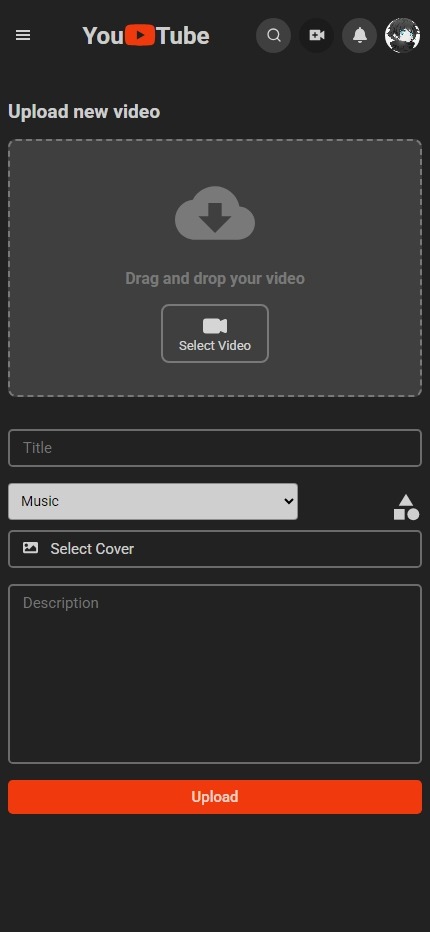 YouTube
Upload new video
Drag and drop your video
Select Video
Title
Music
Select Cover
Description
Upload